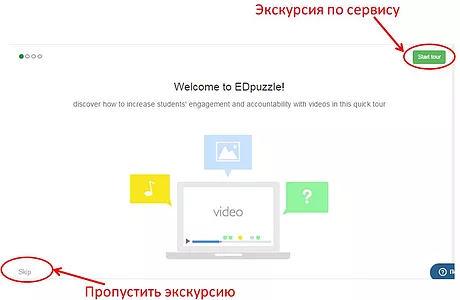 Экскурсия по сервису
Start tour
Welcome to EDpuzzle!
discover how to increase students' engagement and accountability with videos in this quick tour
?
video
Skip
?
Пропустить экскурсию